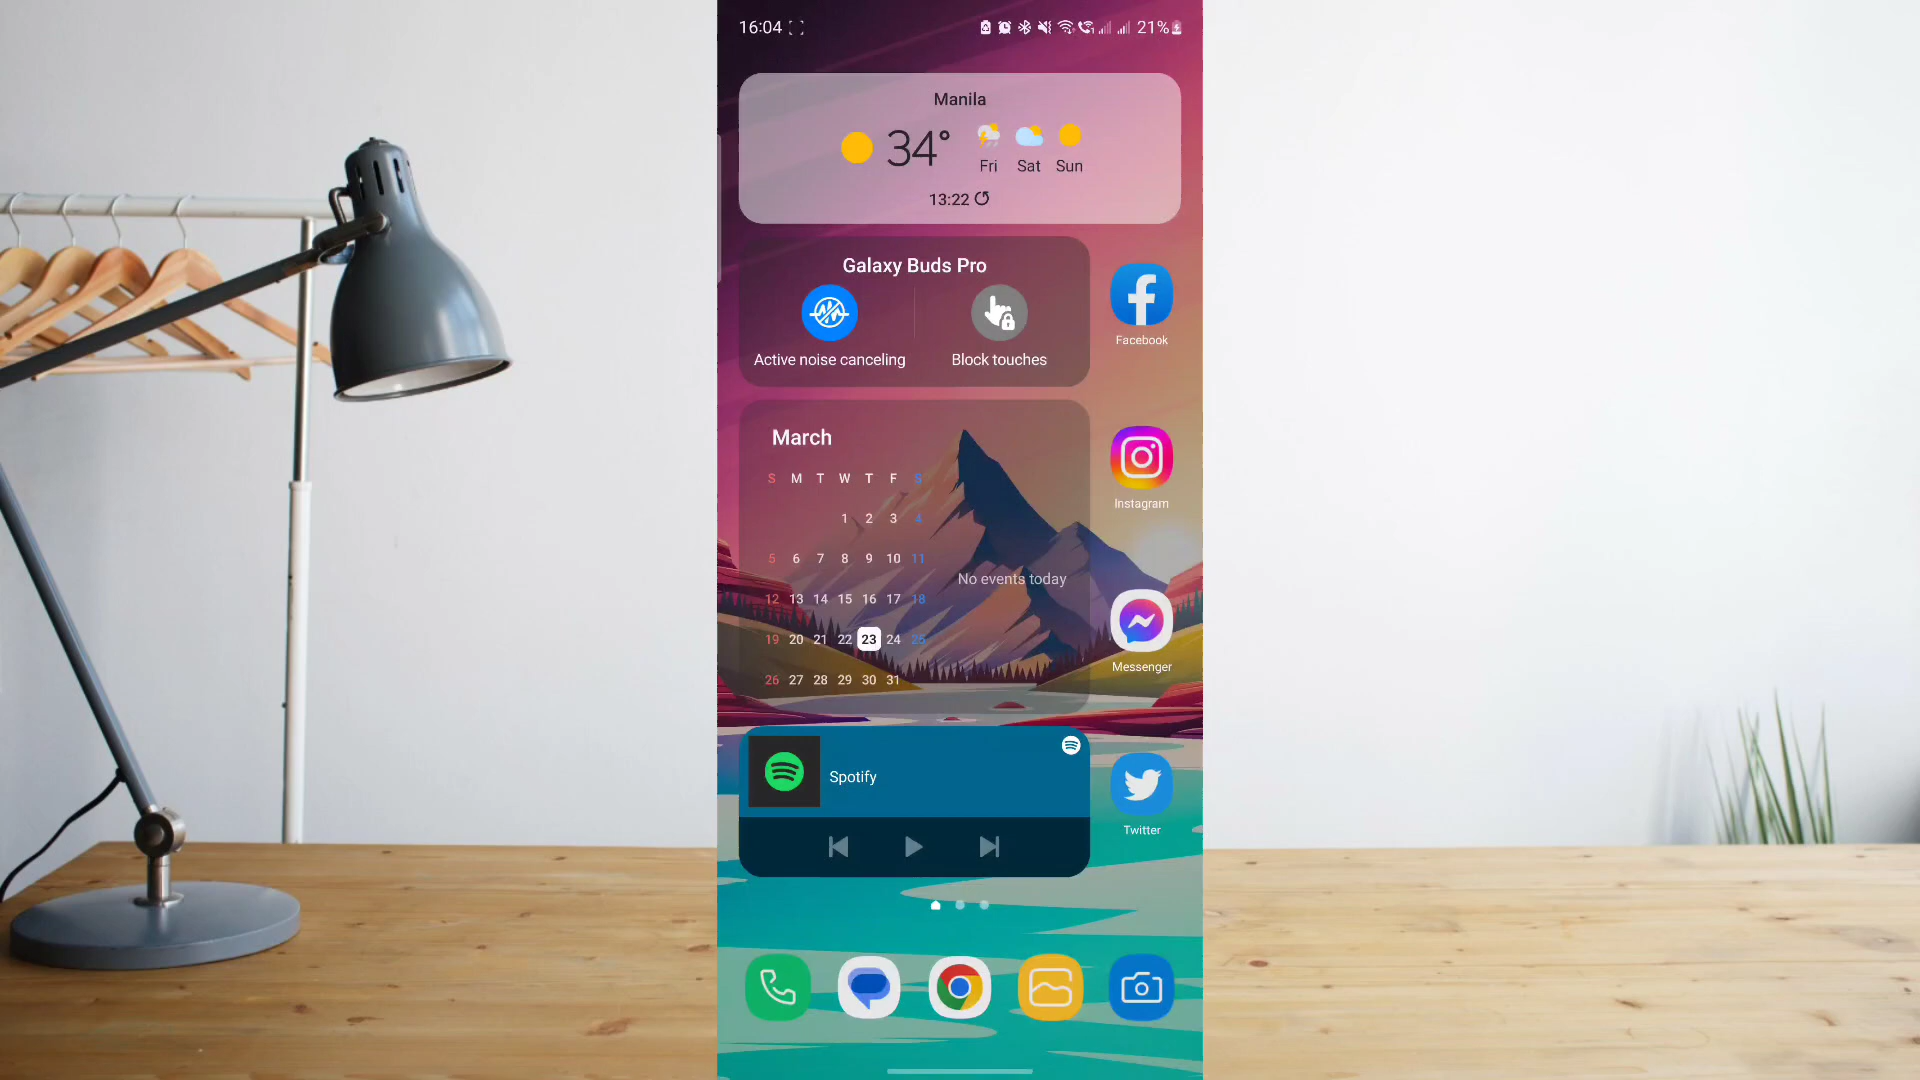 16:04 21%
Manila
34°
Fri Sat Sun
13:22
Galaxy Buds Pro
Active noise canceling Block touches
Facebook
March
S M T W T F S
1 2 3 4
5 6 7 8 9 10 11
12 13 14 15 16 17 18
19 20 21 22 23 24 25
26 27 28 29 30 31
No events today
Instagram
Messenger
Spotify
Twitter